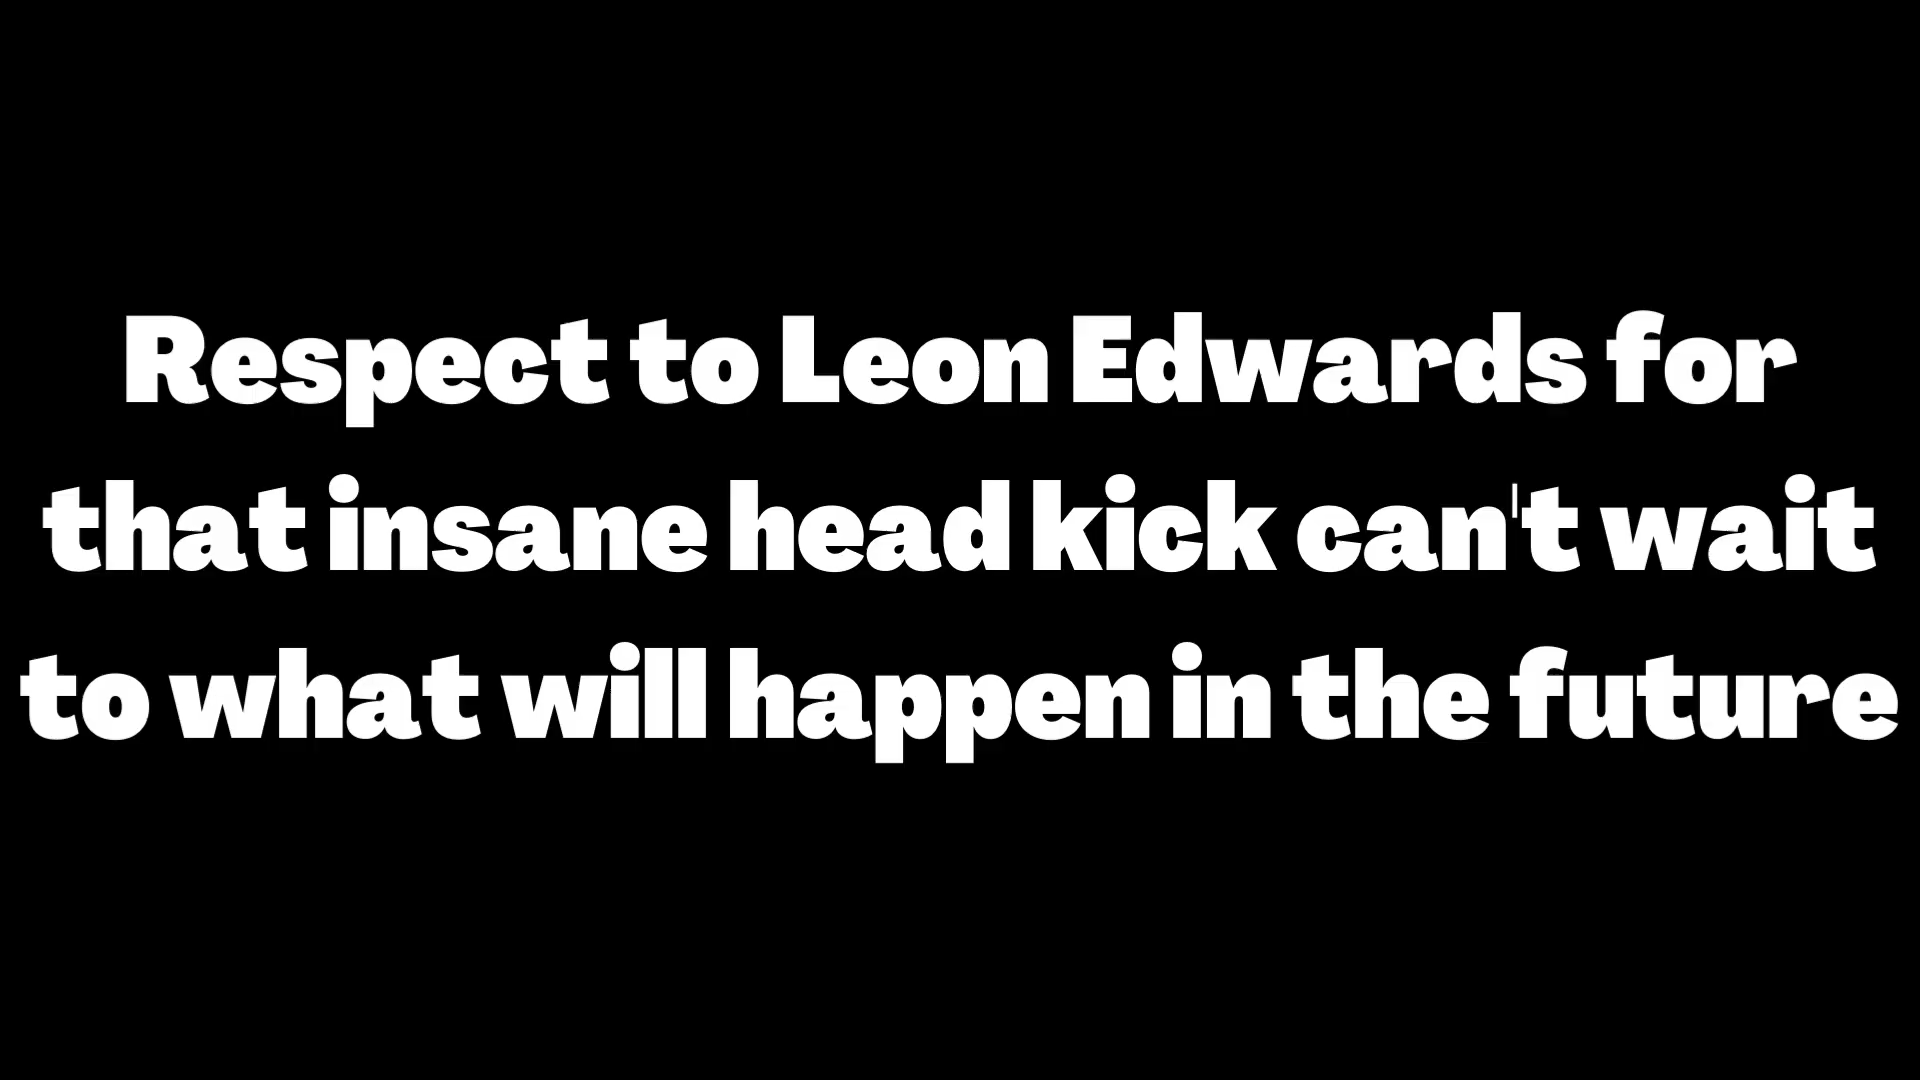 Respect to Leon Edwards for
that insane head kick can't wait
to what will happen in the future